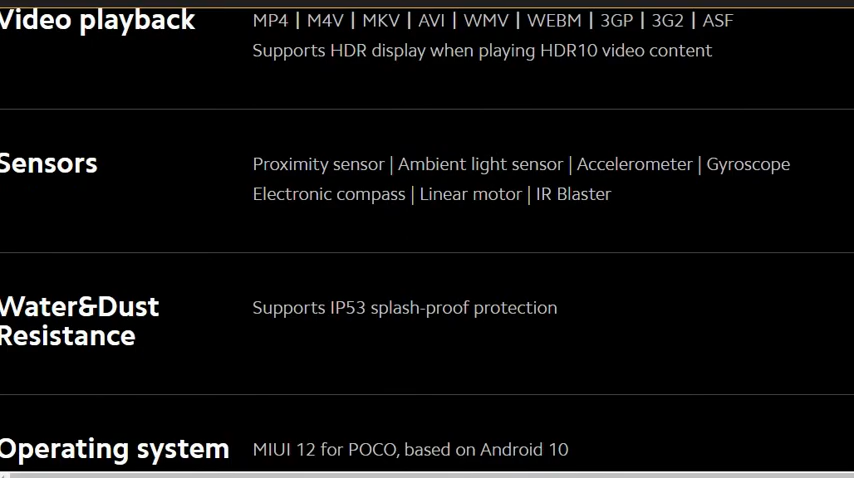 Video playback
MP4 | M4V | MKV | AVI | WMV | WEBM | 3GP | 3G2 | ASF
Supports HDR display when playing HDR10 video content
Sensors
Proximity sensor | Ambient light sensor | Accelerometer | Gyroscope
Electronic compass | Linear motor | IR Blaster
Water&Dust
Resistance
Supports IP53 splash-proof protection
Operating system
MIUI 12 for POCO, based on Android 10